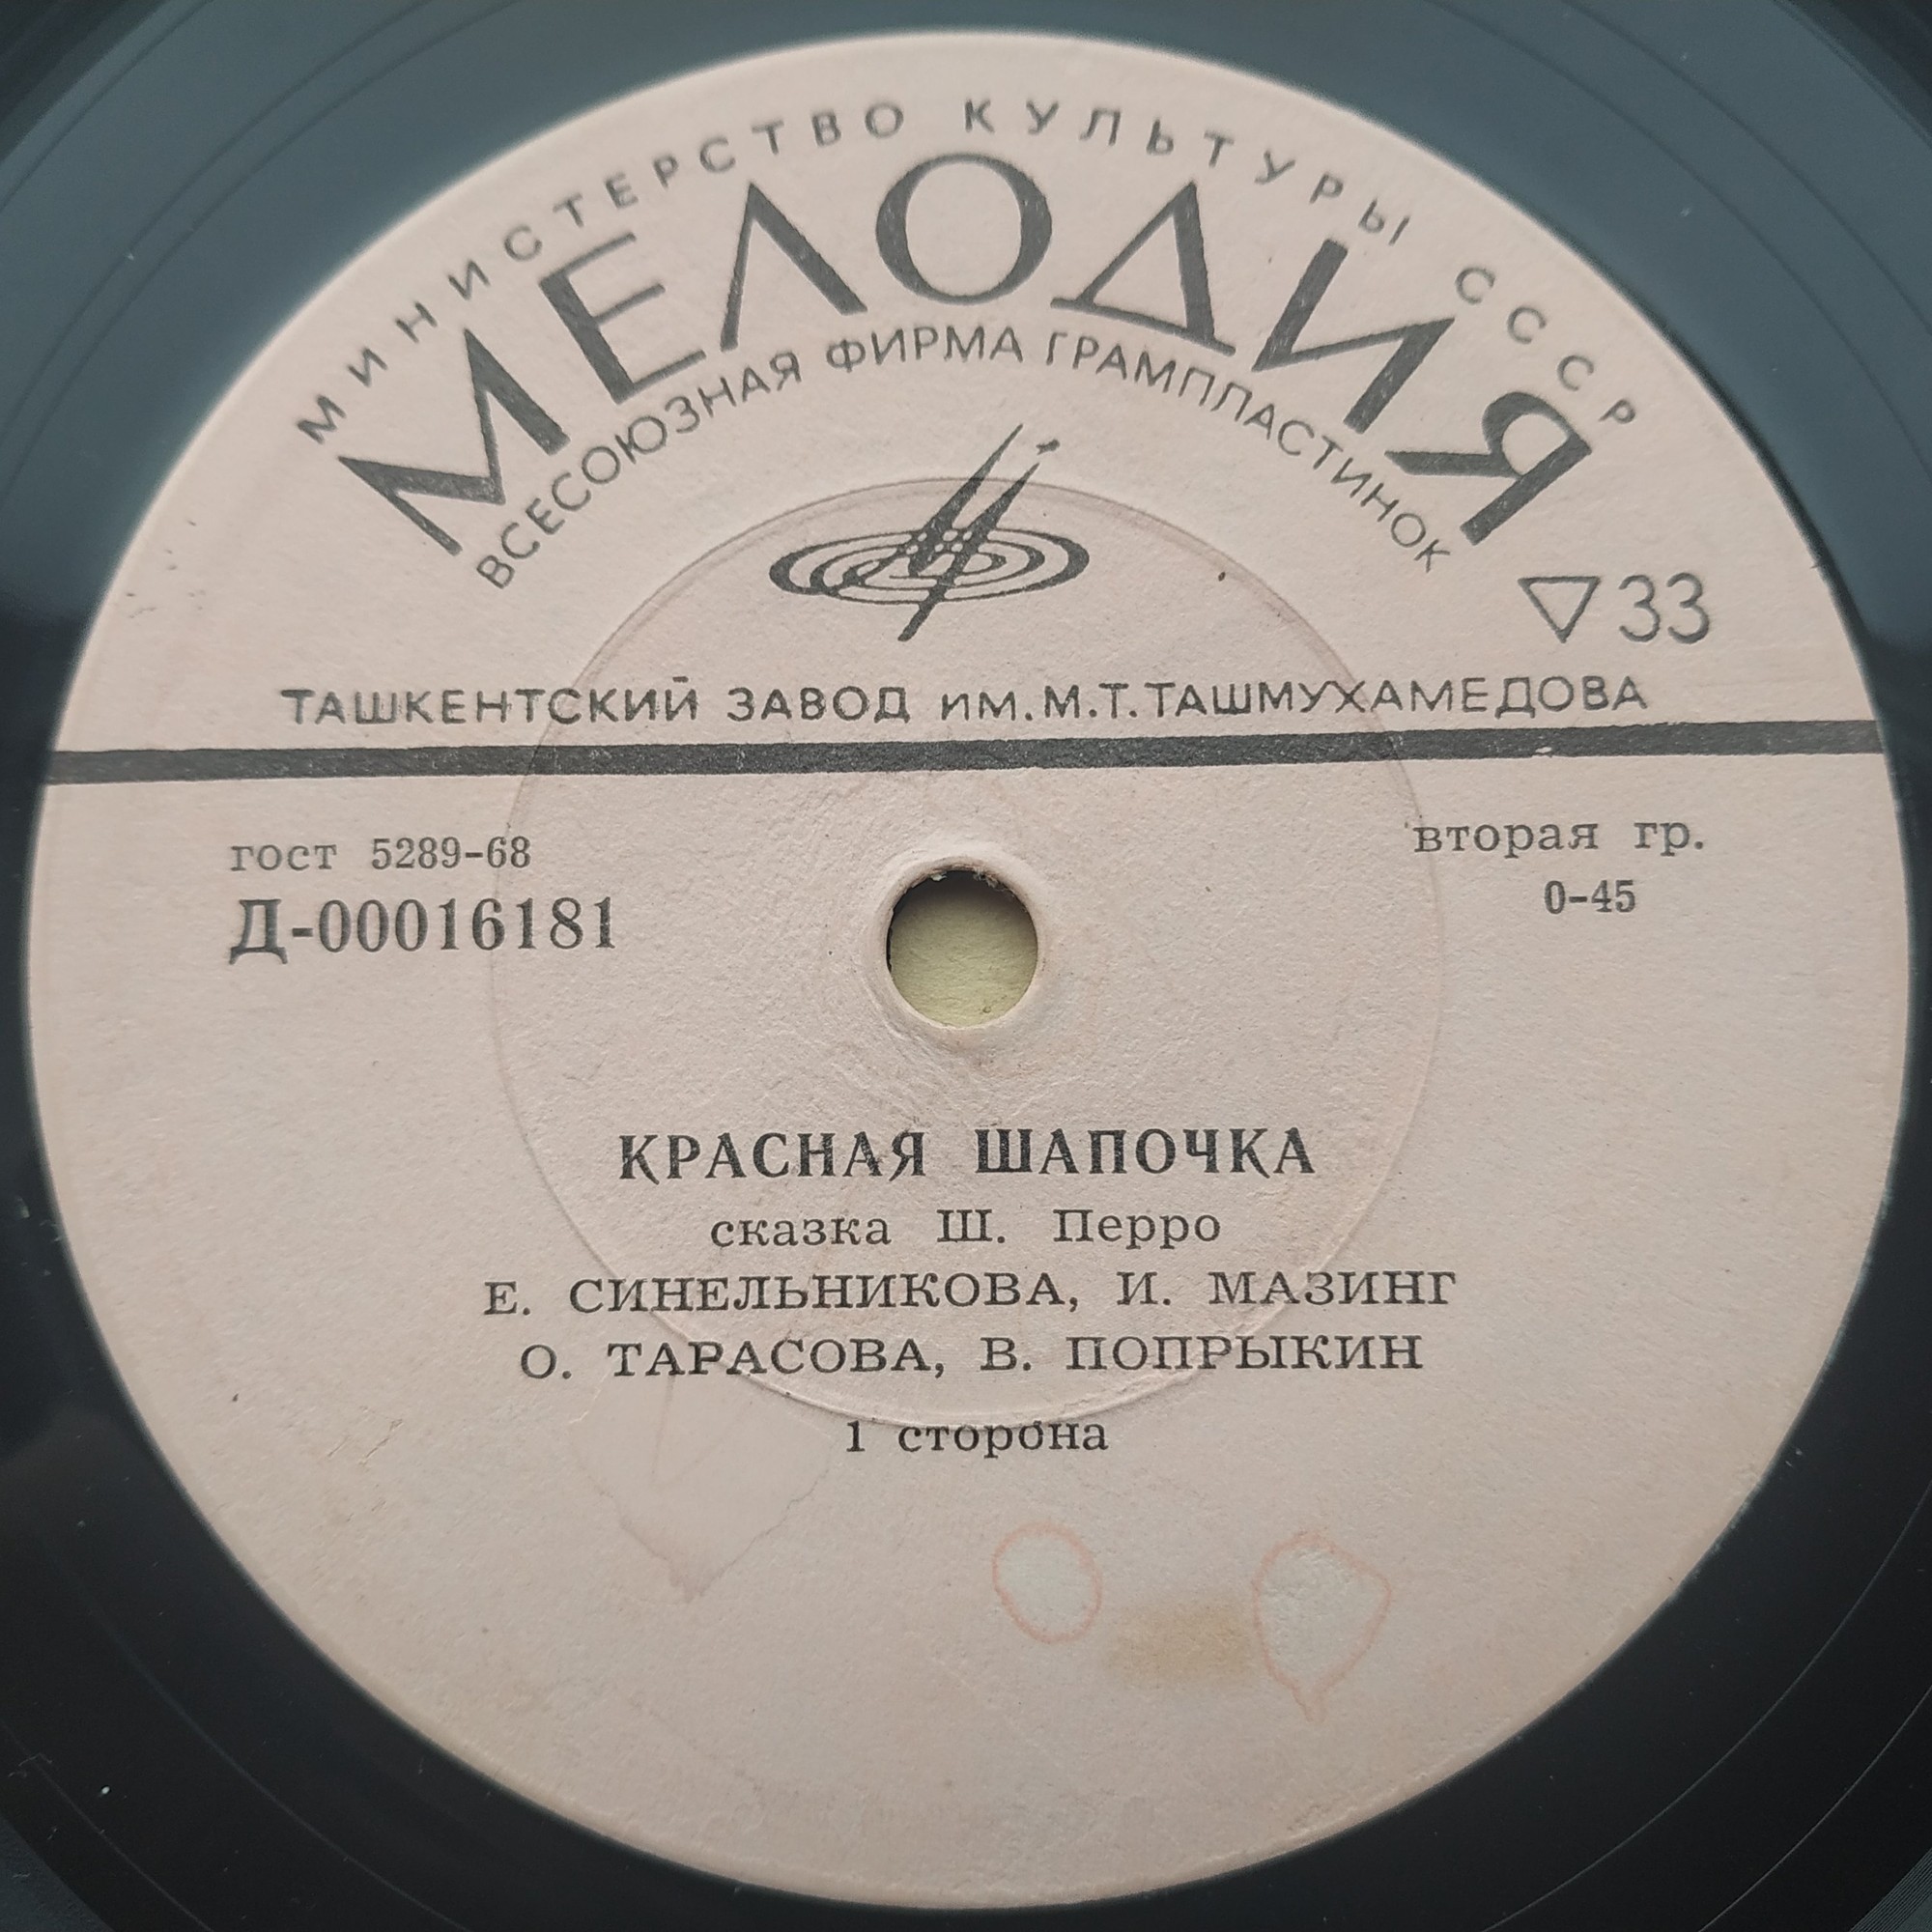 МИНИСТЕРСТВО КУЛЬТУРЫ СССР
МЕЛОДИЯ
ВСЕСОЮЗНАЯ ФИРМА ГРАМПЛАСТИНОК
▽33
ТАШКЕНТСКИЙ ЗАВОД им. М.Т. ТАШМУХАМЕДОВА
гост 5289-68
вторая гр.
Д-00016181
0-45
КРАСНАЯ ШАПОЧКА
сказка Ш. Перро
Е. СИНЕЛЬНИКОВА, И. МАЗИНГ
О. ТАРАСОВА, В. ПОПРЫКИН
1 сторона